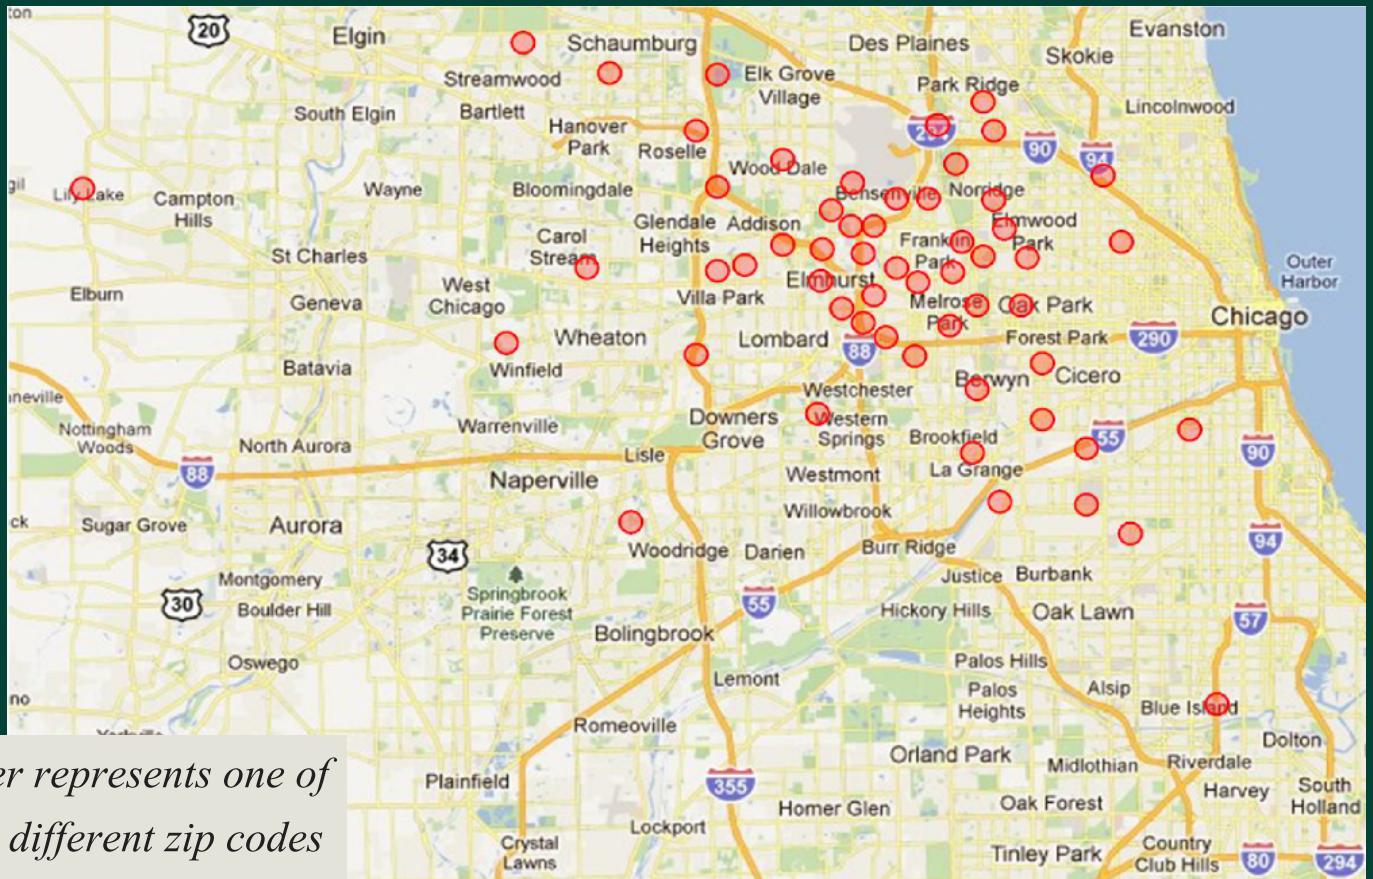 ton
20
Elgin
Schaumburg
Des Plaines
Evanston
Skokie
Streamwood
Elk Grove
Village
Park Ridge
Lincolnwood
South Elgin
Bartlett
Hanover
Park
Roselle
90
94
Wood Dale
Lily Lake
Campton
Hills
Wayne
Bloomingdale
Bensenville
Norridge
Glendale
Heights
Addison
Elmwood
Park
Carol
Stream
Franklin
Park
St Charles
Outer
Harbor
Elburn
Geneva
West
Chicago
Villa Park
Elmhurst
Melrose
Park
Oak Park
Chicago
Wheaton
Lombard
88
Forest Park
290
Batavia
Winfield
Westchester
Berwyn
Cicero
nneville
Nottingham
Woods
North Aurora
Warrenville
Downers
Grove
Western
Springs
Brookfield
55
90
88
Lisle
La Grange
Naperville
Westmont
ck
Sugar Grove
Aurora
Willowbrook
34
Woodridge
Darien
Burr Ridge
94
Montgomery
Springbrook
Prairie Forest
Preserve
Justice
Burbank
30
Boulder Hill
55
Hickory Hills
Oak Lawn
57
Bolingbrook
Oswego
Palos Hills
Lemont
Palos
Heights
Alsip
Blue Island
no
Romeoville
Dolton
Orland Park
Midlothian
Riverdale
Plainfield
355
Homer Glen
Oak Forest
Harvey
South
Holland
Lockport
Crystal
Lawns
Tinley Park
Country
Club Hills
80
294
er represents one of
different zip codes